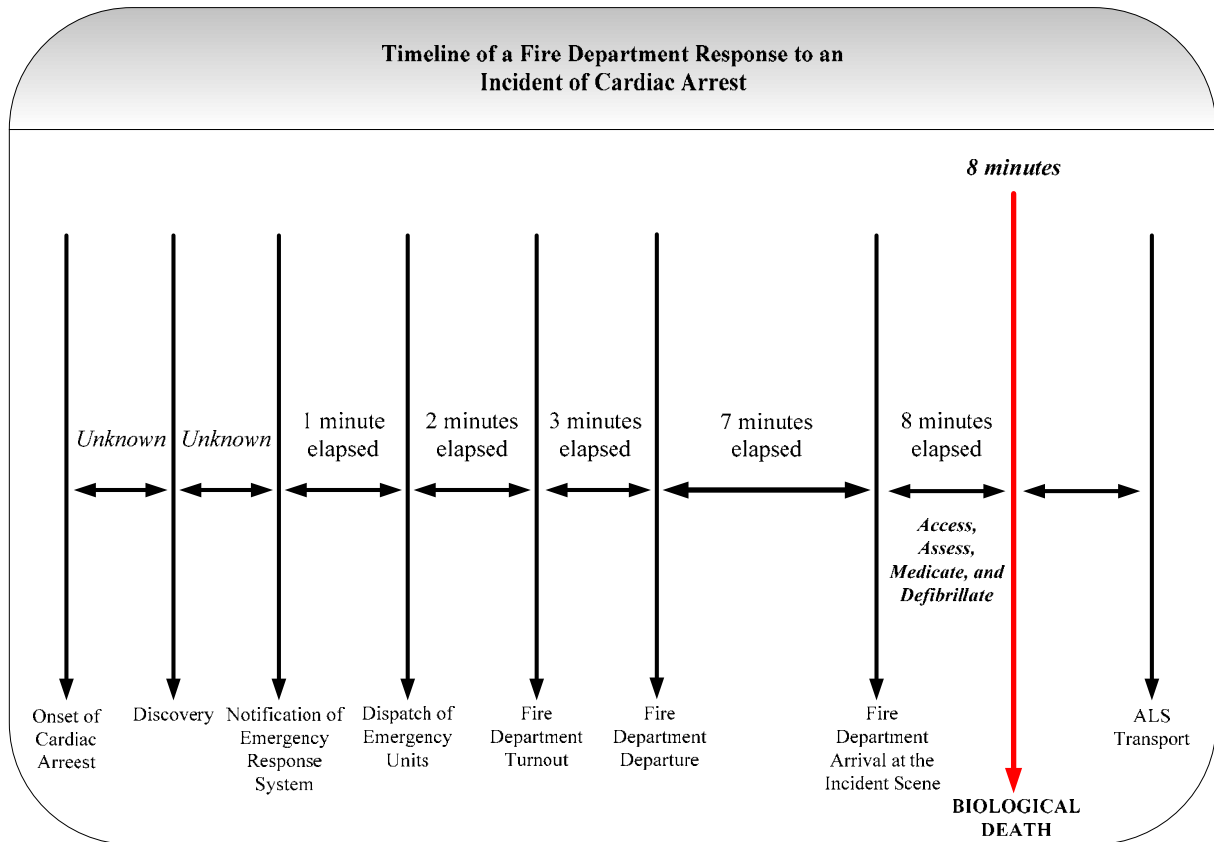 Timeline of a Fire Department Response to an
Incident of Cardiac Arrest
8 minutes
Unknown
Unknown
1 minute
elapsed
2 minutes
elapsed
3 minutes
elapsed
7 minutes
elapsed
8 minutes
elapsed
Access,
Assess,
Medicate, and
Defibrillate
Onset of
Cardiac
Arreest
Discovery
Notification of
Emergency
Response
System
Dispatch of
Emergency
Units
Fire
Department
Turnout
Fire
Department
Departure
Fire
Department
Arrival at the
Incident Scene
BIOLOGICAL
DEATH
ALS
Transport